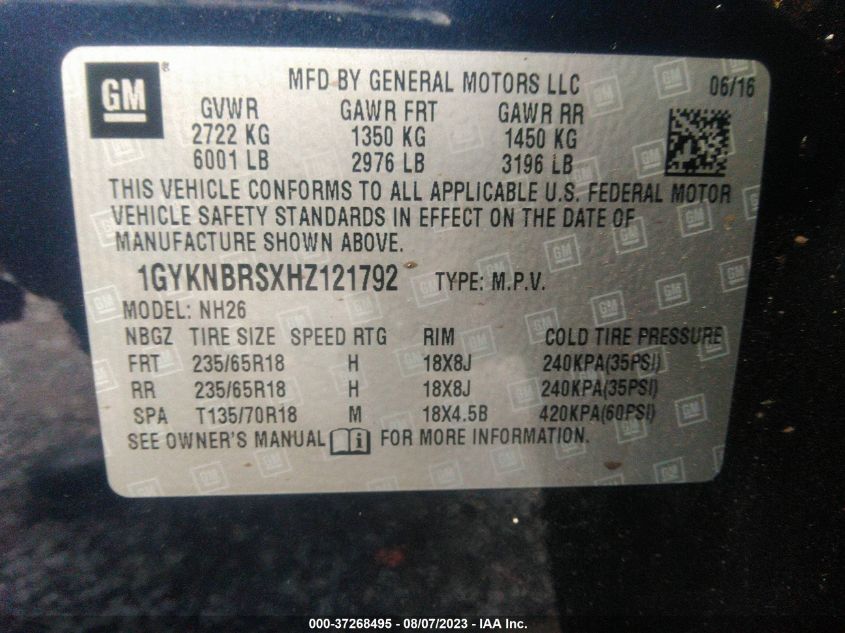 GM ® MFD BY GENERAL MOTORS LLC 06/16
GVWR GAWR FRT GAWR RR
2722 KG 1350 KG 1450 KG
6001 LB 2976 LB 3196 LB
THIS VEHICLE CONFORMS TO ALL APPLICABLE U.S. FEDERAL MOTOR
VEHICLE SAFETY STANDARDS IN EFFECT ON THE DATE OF
MANUFACTURE SHOWN ABOVE.
1GYKNBRSXHZ121792 TYPE: M.P.V.
MODEL: NH26
NBGZ TIRE SIZE SPEED RTG RIM COLD TIRE PRESSURE
FRT 235/65R18 H 18X8J 240KPA(35PSI)
RR 235/65R18 H 18X8J 240KPA(35PSI)
SPA T135/70R18 M 18X4.5B 420KPA(60PSI)
SEE OWNER'S MANUAL i FOR MORE INFORMATION.
000-37268495 - 08/07/2023 - IAA Inc.